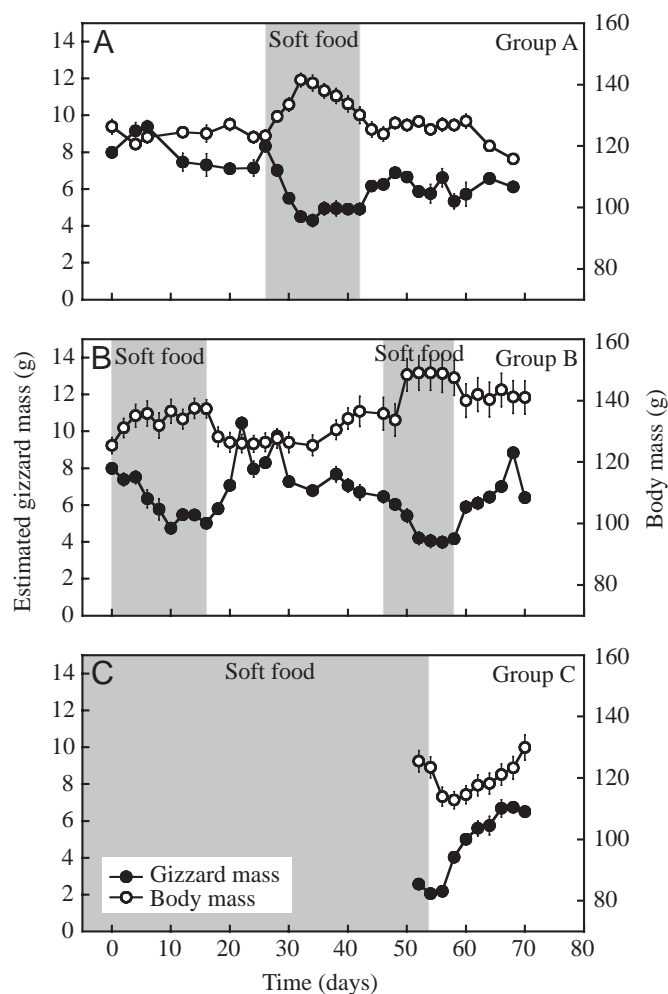 A
Group A
Soft food
14
12
10
8
6
4
2
0
160
140
120
100
80
B
Group B
Soft food
Soft food
14
12
10
8
6
4
2
0
160
140
120
100
80
Estimated gizzard mass (g)
Body mass (g)
C
Group C
Soft food
14
12
10
8
6
4
2
0
160
140
120
100
80
Gizzard mass
Body mass
0 10 20 30 40 50 60 70 80
Time (days)